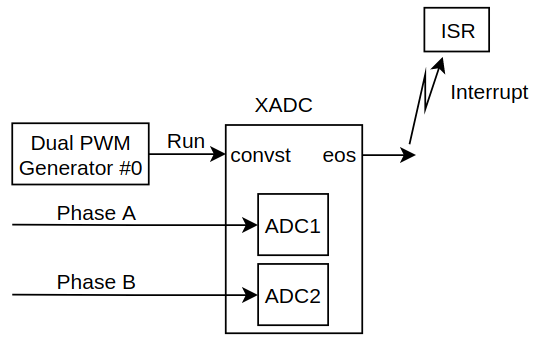 ISR
Interrupt
XADC
Dual PWM
Generator #0
Run
convst
eos
Phase A
ADC1
Phase B
ADC2